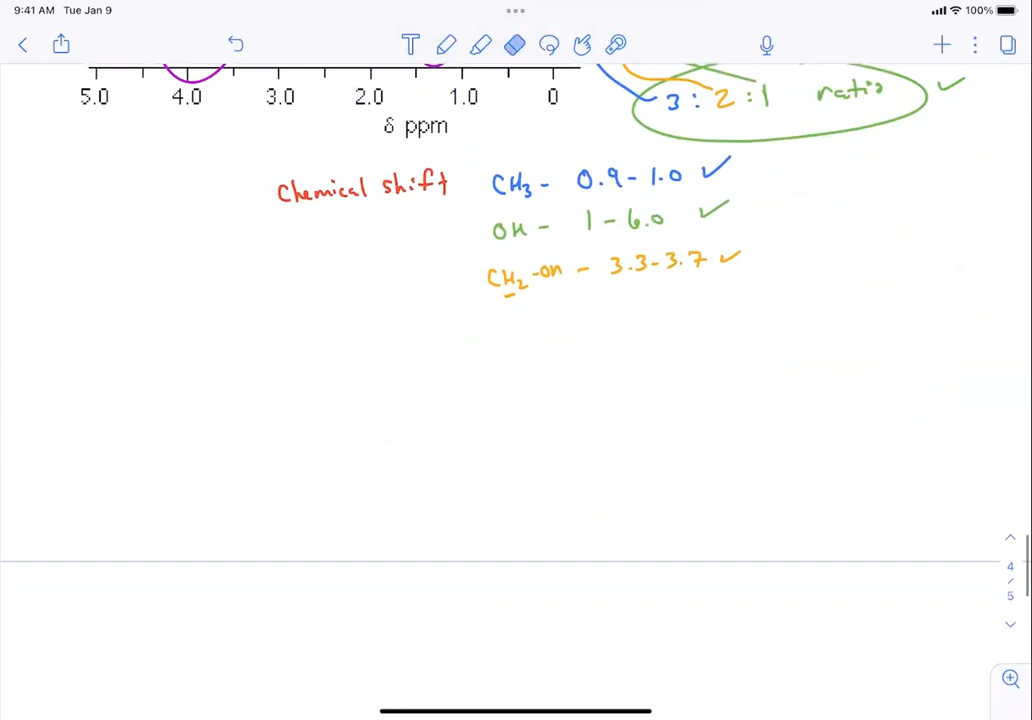 9:41 AM Tue Jan 9
100%
T
5.0 4.0 3.0 2.0 1.0 0
δ ppm
3 : 2 : 1 ratio
Chemical shift CH3 - 0.9 - 1.0 ✓
OH - 1 - 6.0 ✓
CH2-OH - 3.3 - 3.7 ✓
4
/
5